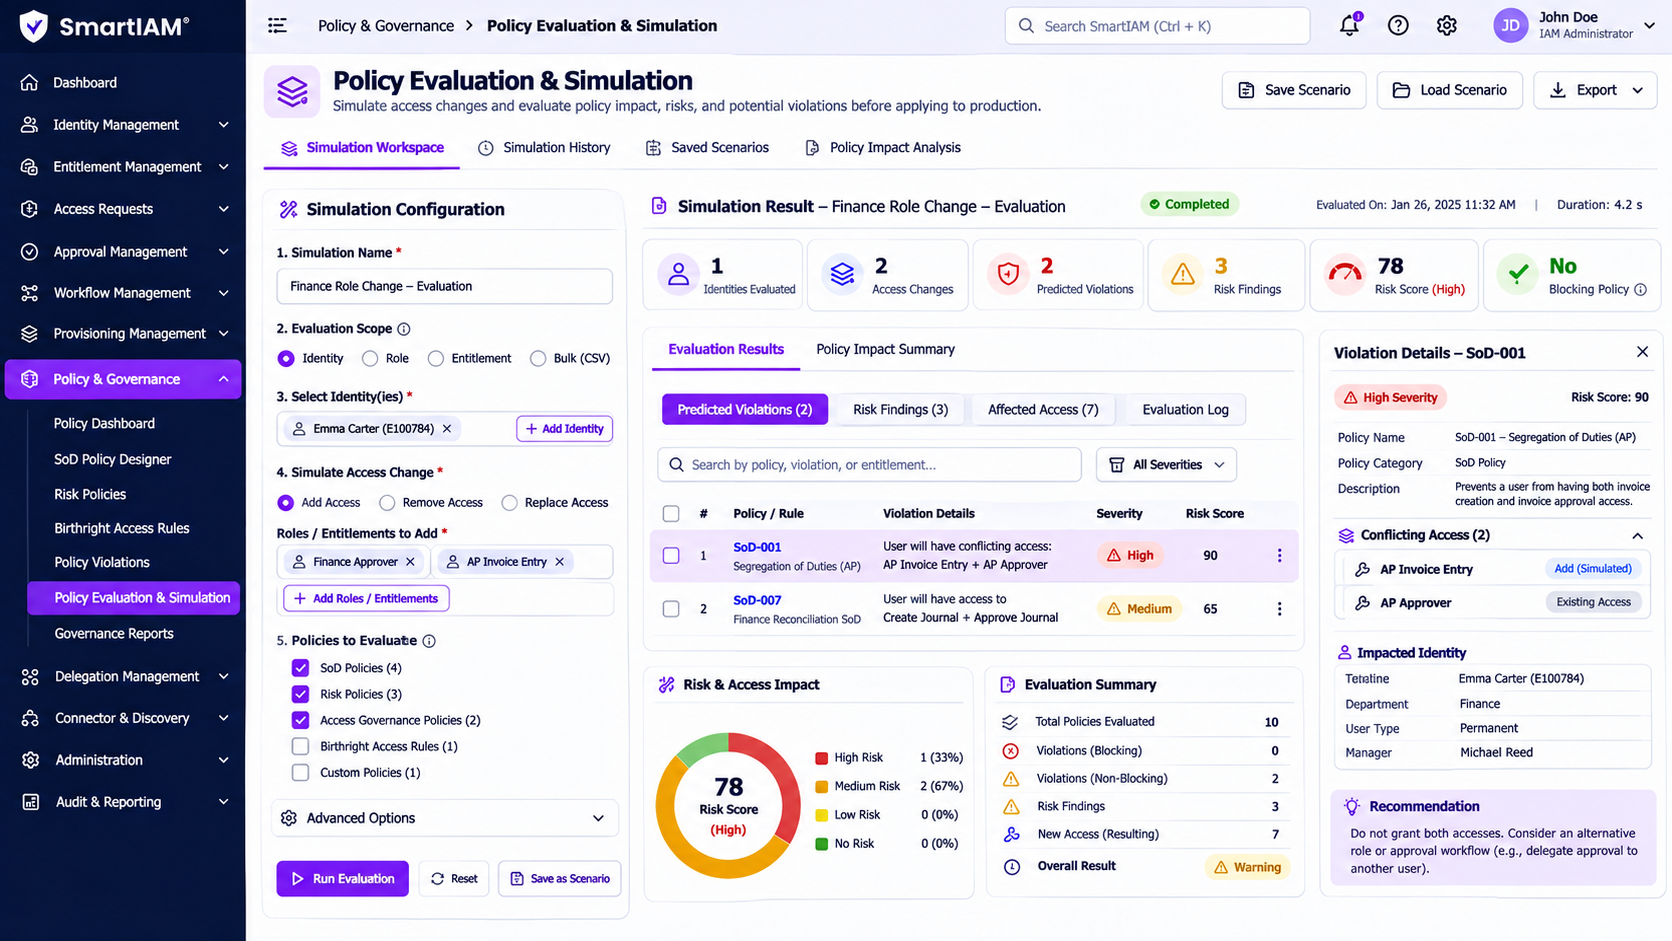 SmartIAM®
Policy & Governance > Policy Evaluation & Simulation
Search SmartIAM (Ctrl + K)
1
JD
John Doe
IAM Administrator
Dashboard
Identity Management
Entitlement Management
Access Requests
Approval Management
Workflow Management
Provisioning Management
Policy & Governance
Policy Dashboard
SoD Policy Designer
Risk Policies
Birthright Access Rules
Policy Violations
Policy Evaluation & Simulation
Governance Reports
Delegation Management
Connector & Discovery
Administration
Audit & Reporting
Policy Evaluation & Simulation
Simulate access changes and evaluate policy impact, risks, and potential violations before applying to production.
Save Scenario
Load Scenario
Export
Simulation Workspace
Simulation History
Saved Scenarios
Policy Impact Analysis
Simulation Configuration
1. Simulation Name *
Finance Role Change – Evaluation
2. Evaluation Scope
Identity
Role
Entitlement
Bulk (CSV)
3. Select Identity(ies) *
Emma Carter (E100784) ×
+ Add Identity
4. Simulate Access Change *
Add Access
Remove Access
Replace Access
Roles / Entitlements to Add *
Finance Approver ×
AP Invoice Entry ×
+ Add Roles / Entitlements
5. Policies to Evaluate
SoD Policies (4)
Risk Policies (3)
Access Governance Policies (2)
Birthright Access Rules (1)
Custom Policies (1)
Advanced Options
Run Evaluation
Reset
Save as Scenario
Simulation Result – Finance Role Change – Evaluation
Completed
Evaluated On: Jan 26, 2025 11:32 AM | Duration: 4.2 s
1
Identities Evaluated
2
Access Changes
2
Predicted Violations
3
Risk Findings
78
Risk Score (High)
No
Blocking Policy
Evaluation Results
Policy Impact Summary
Predicted Violations (2)
Risk Findings (3)
Affected Access (7)
Evaluation Log
Search by policy, violation, or entitlement...
All Severities
# Policy / Rule Violation Details Severity Risk Score
1 SoD-001 User will have conflicting access: High 90
Segregation of Duties (AP) AP Invoice Entry + AP Approver
2 SoD-007 User will have access to Medium 65
Finance Reconciliation SoD Create Journal + Approve Journal
Risk & Access Impact
78
Risk Score
(High)
High Risk 1 (33%)
Medium Risk 2 (67%)
Low Risk 0 (0%)
No Risk 0 (0%)
Evaluation Summary
Total Policies Evaluated 10
Violations (Blocking) 0
Violations (Non-Blocking) 2
Risk Findings 3
New Access (Resulting) 7
Overall Result Warning
Violation Details – SoD-001
High Severity
Risk Score: 90
Policy Name SoD-001 – Segregation of Duties (AP)
Policy Category SoD Policy
Description Prevents a user from having both invoice
creation and invoice approval access.
Conflicting Access (2)
AP Invoice Entry Add (Simulated)
AP Approver Existing Access
Impacted Identity
Emma Carter (E100784)
Department Finance
User Type Permanent
Manager Michael Reed
Recommendation
Do not grant both accesses. Consider an alternative
role or approval workflow (e.g., delegate approval to
another user).